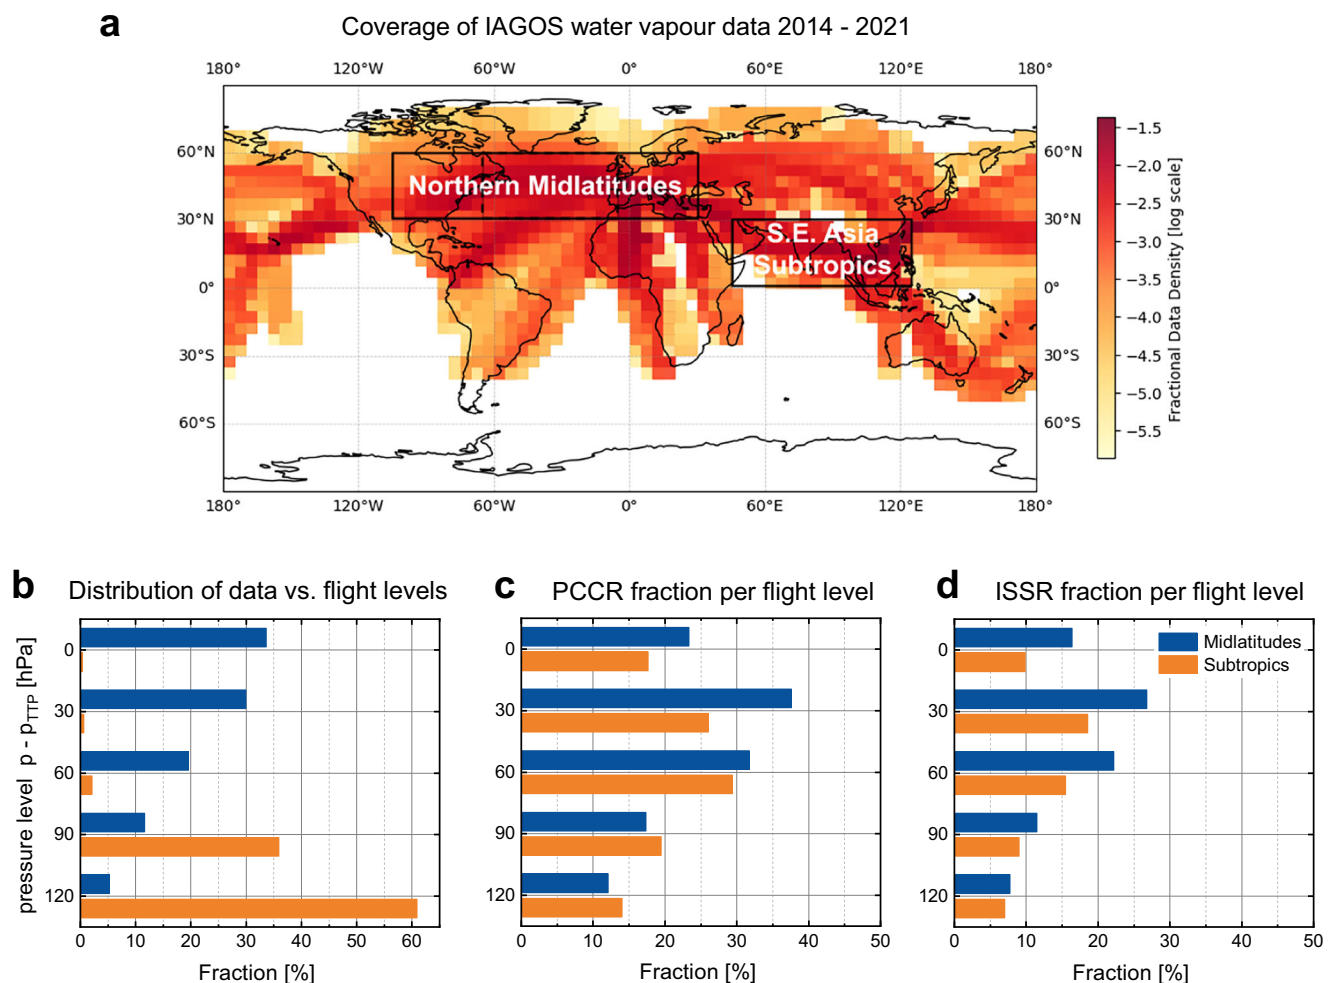 a
Coverage of IAGOS water vapour data 2014 - 2021
180° 120°W 60°W 0° 60°E 120°E 180°
60°N 60°N
30°N 30°N
0° 0°
30°S 30°S
60°S 60°S
180° 120°W 60°W 0° 60°E 120°E 180°
Northern Midlatitudes
S.E. Asia
Subtropics
−1.5
−2.0
−2.5
−3.0
−3.5
−4.0
−4.5
−5.0
−5.5
Fractional Data Density [log scale]
b
Distribution of data vs. flight levels
pressure level p - pTTP [hPa]
0
30
60
90
120
0 10 20 30 40 50 60
Fraction [%]
c
PCCR fraction per flight level
0
30
60
90
120
0 10 20 30 40 50
Fraction [%]
d
ISSR fraction per flight level
Midlatitudes
Subtropics
0
30
60
90
120
0 10 20 30 40 50
Fraction [%]